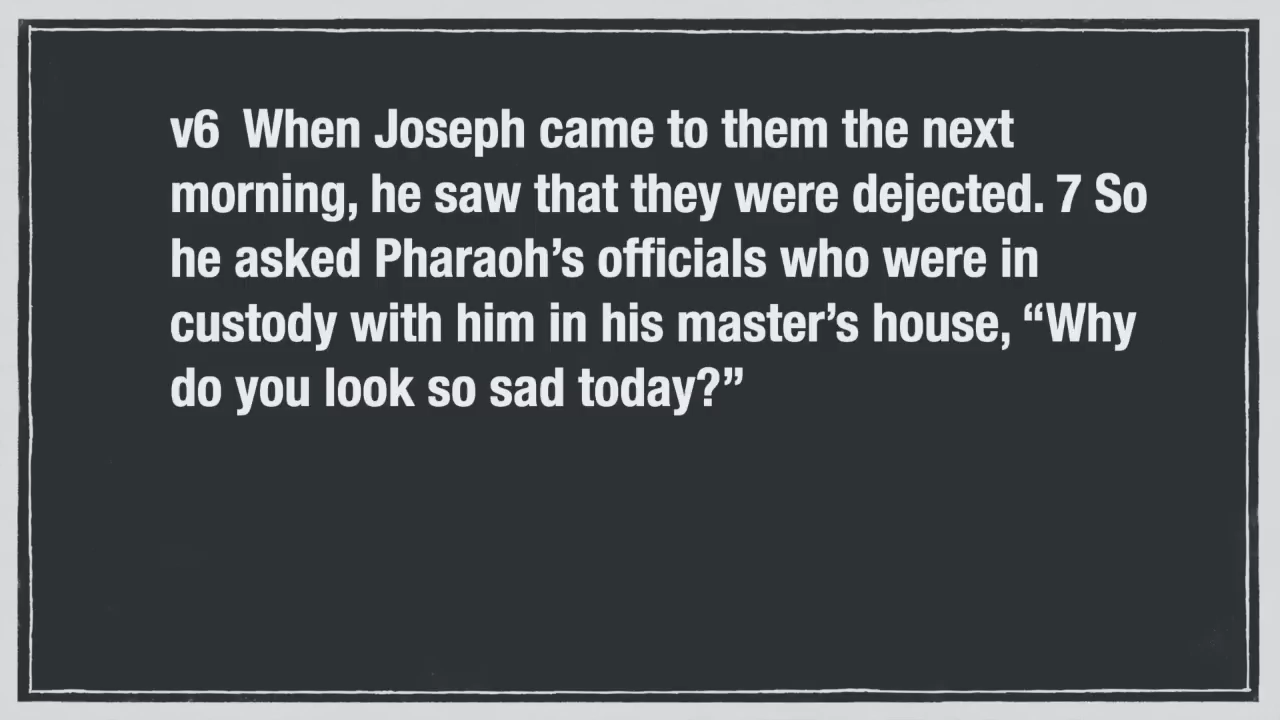 v6  When Joseph came to them the next
morning, he saw that they were dejected. 7 So
he asked Pharaoh’s officials who were in
custody with him in his master’s house, “Why
do you look so sad today?”